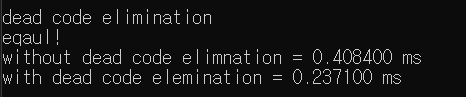 dead code elimination
eqaul!
without dead code elimnation = 0.408400 ms
with dead code elemination = 0.237100 ms